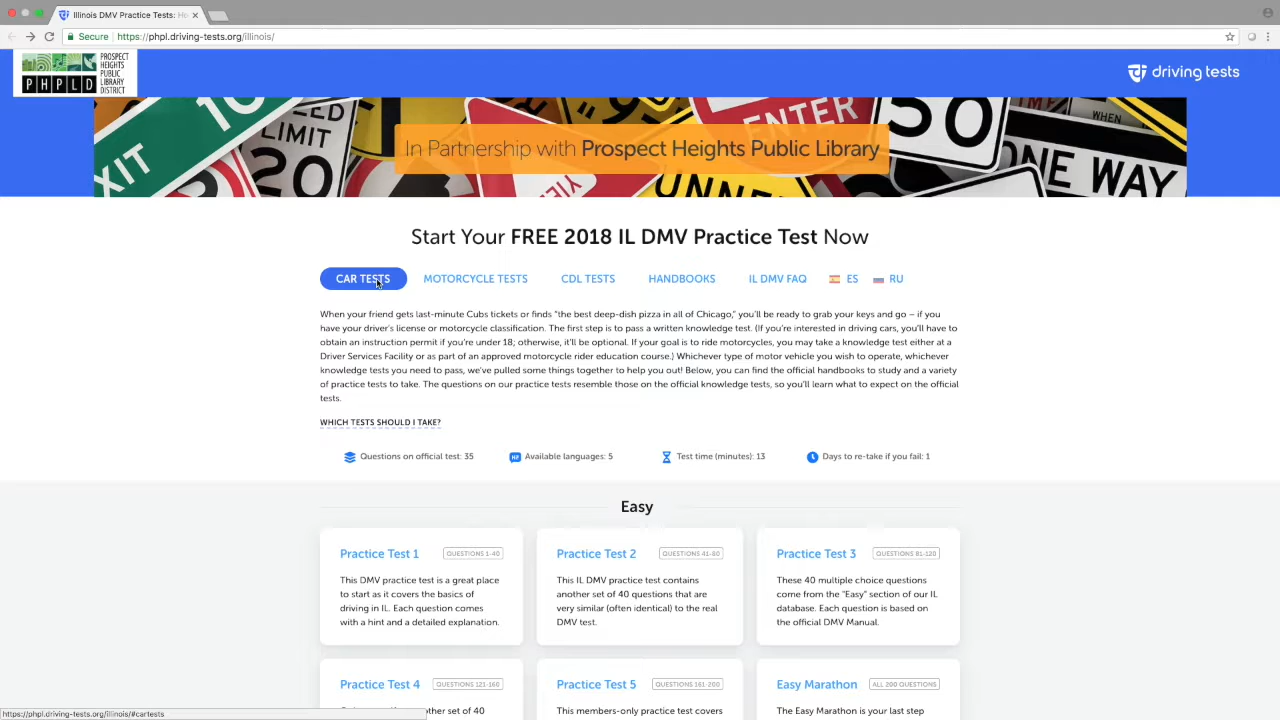 Illinois DMV Practice Tests:
Secure https://phpl.driving-tests.org/illinois/
PROSPECT
HEIGHTS
PUBLIC
LIBRARY
DISTRICT
PHPLD
driving tests
EXIT
10
SPEED
LIMIT
20
YIELD
ENTER
50
WHEN
ONE WAY
In Partnership with Prospect Heights Public Library
Start Your FREE 2018 IL DMV Practice Test Now
CAR TESTS MOTORCYCLE TESTS CDL TESTS HANDBOOKS IL DMV FAQ ES RU
When your friend gets last-minute Cubs tickets or finds “the best deep-dish pizza in all of Chicago,” you’ll be ready to grab your keys and go – if you
have your driver’s license or motorcycle classification. The first step is to pass a written knowledge test. (If you’re interested in driving cars, you’ll have to
obtain an instruction permit if you’re under 18; otherwise, it’ll be optional. If your goal is to ride motorcycles, you may take a knowledge test either at a
Driver Services Facility or as part of an approved motorcycle rider education course.) Whichever type of motor vehicle you wish to operate, whichever
knowledge tests you need to pass, we’ve pulled some things together to help you out! Below, you can find the official handbooks to study and a variety
of practice tests to take. The questions on our practice tests resemble those on the official knowledge tests, so you’ll learn what to expect on the official
tests.
WHICH TESTS SHOULD I TAKE?
Questions on official test: 35 Available languages: 5 Test time (minutes): 13 Days to re-take if you fail: 1
Easy
Practice Test 1 QUESTIONS 1-40
This DMV practice test is a great place
to start as it covers the basics of
driving in IL. Each question comes
with a hint and a detailed explanation.
Practice Test 2 QUESTIONS 41-80
This IL DMV practice test contains
another set of 40 questions that are
very similar (often identical) to the real
DMV test.
Practice Test 3 QUESTIONS 81-120
These 40 multiple choice questions
come from the "Easy" section of our IL
database. Each question is based on
the official DMV Manual.
Practice Test 4 QUESTIONS 121-160
other set of 40
Practice Test 5 QUESTIONS 161-200
This members-only practice test covers
Easy Marathon ALL 200 QUESTIONS
The Easy Marathon is your last step
https://phpl.driving-tests.org/illinois/#cartests